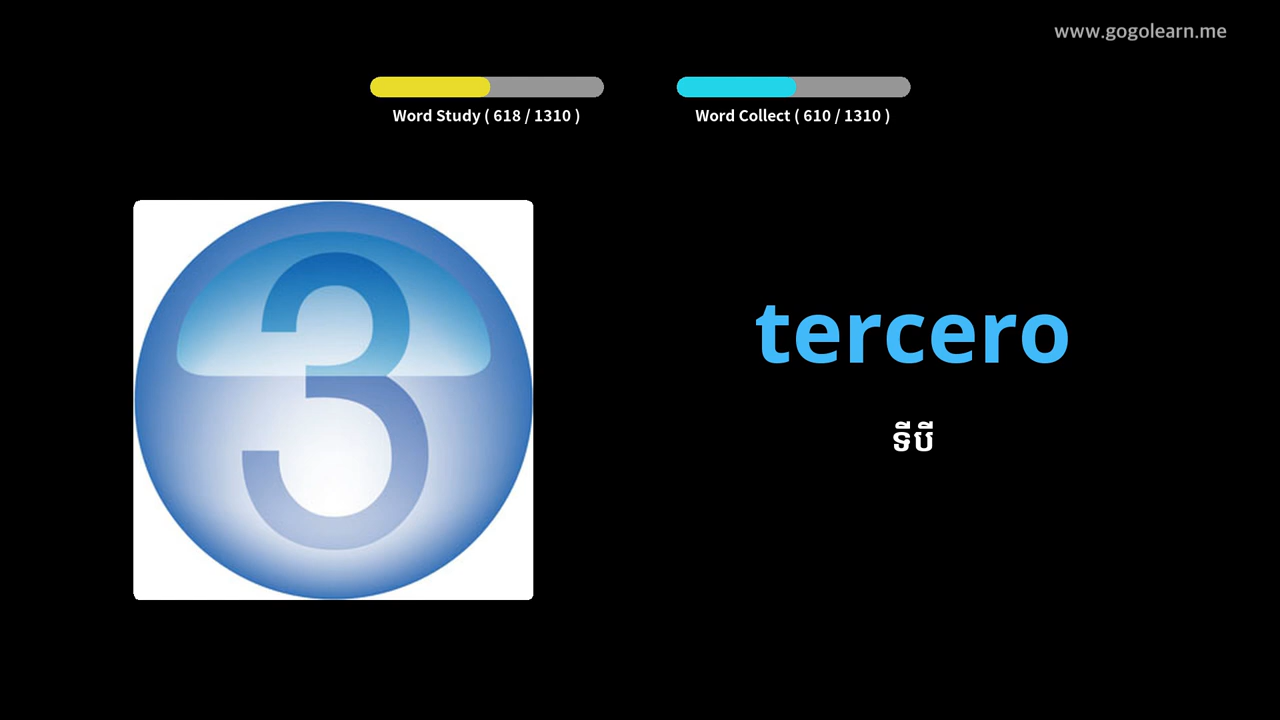 www.gogolearn.me
Word Study ( 618 / 1310 )
Word Collect ( 610 / 1310 )
3
tercero
ទីបី